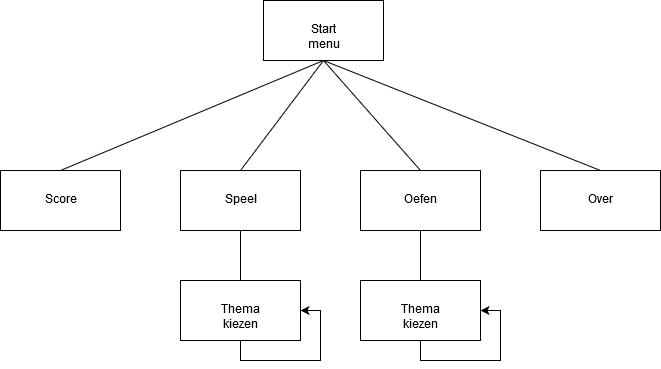 Start
menu
Score
Speel
Oefen
Over
Thema
kiezen
Thema
kiezen